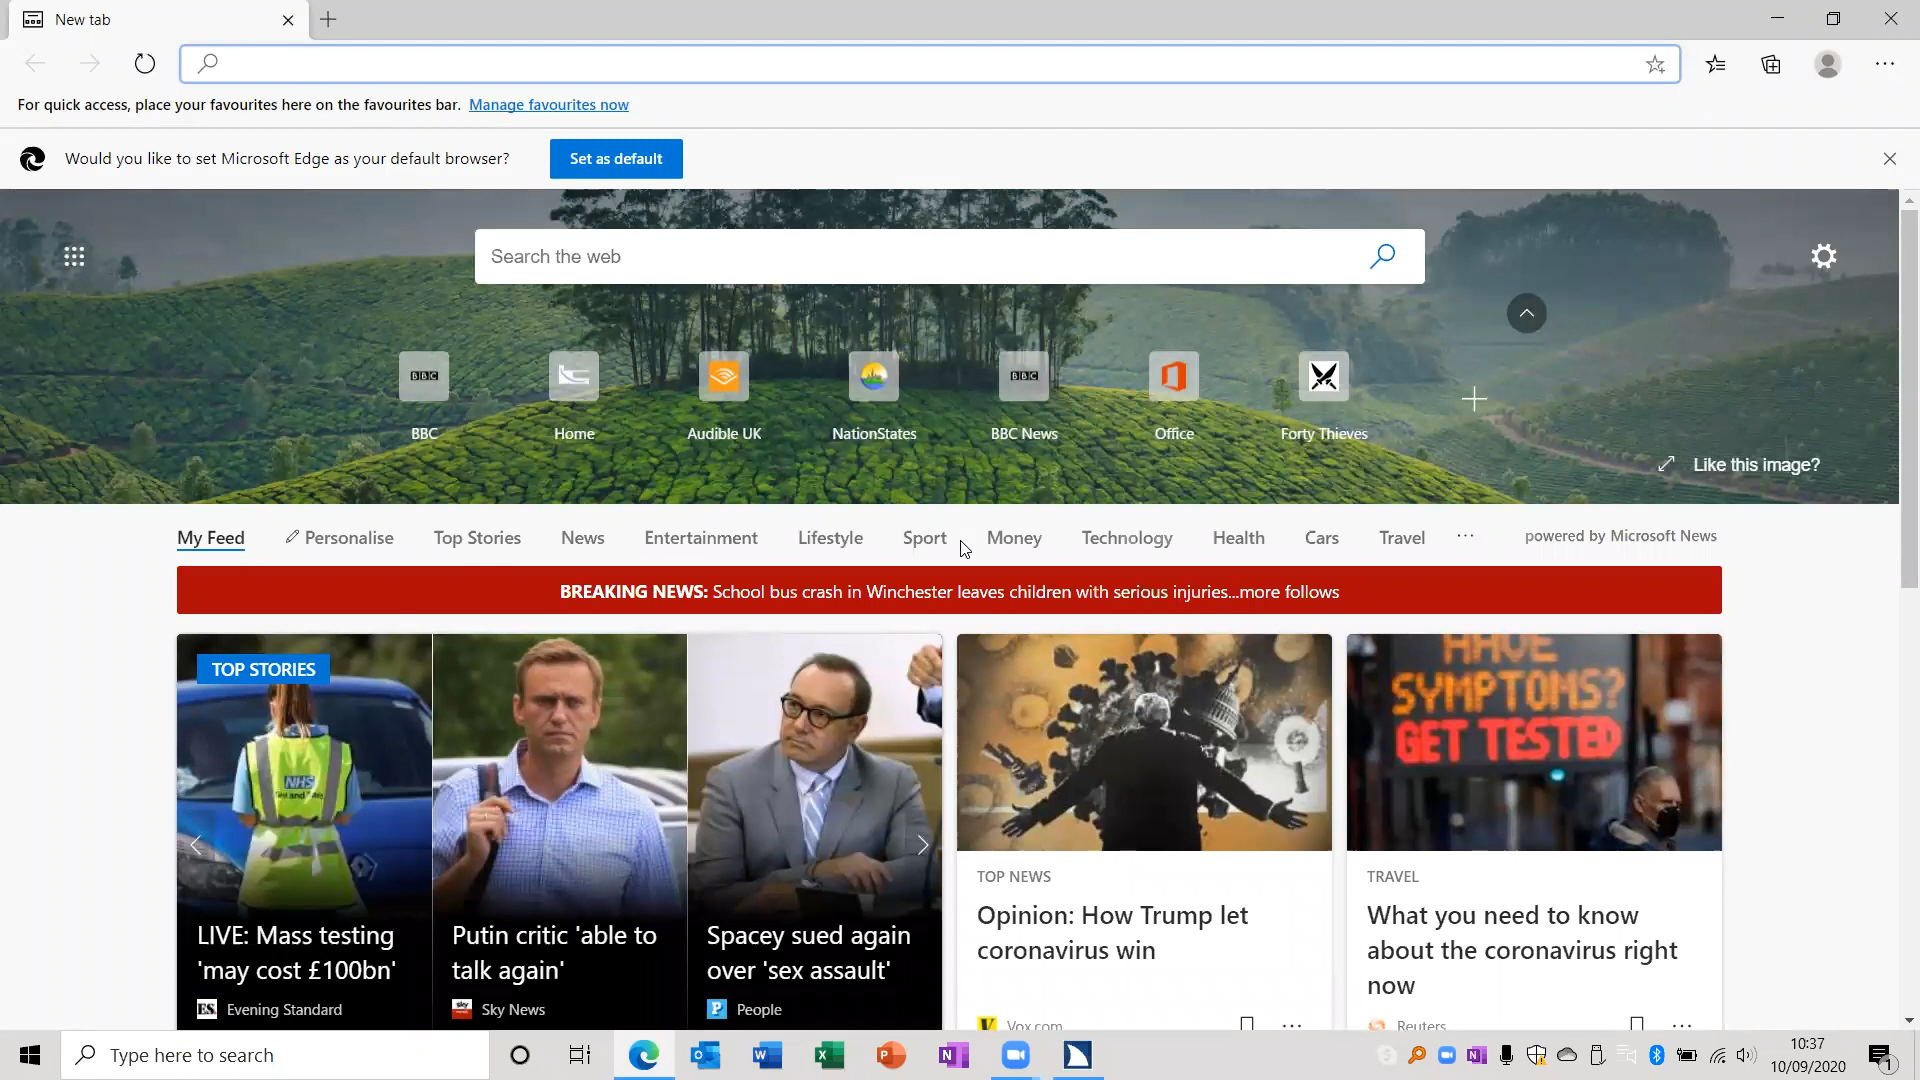 New tab
For quick access, place your favourites here on the favourites bar. Manage favourites now
Would you like to set Microsoft Edge as your default browser? Set as default
Search the web
BBC BBC
BBC Home Audible UK NationStates BBC News Office Forty Thieves
Like this image?
My Feed Personalise Top Stories News Entertainment Lifestyle Sport Money Technology Health Cars Travel ... powered by Microsoft News
BREAKING NEWS: School bus crash in Winchester leaves children with serious injuries...more follows
TOP STORIES
NHS
HAVE
SYMPTOMS?
GET TESTED
LIVE: Mass testing
'may cost £100bn'
ES Evening Standard
Putin critic 'able to
talk again'
sky Sky News
Spacey sued again
over 'sex assault'
P People
TOP NEWS
Opinion: How Trump let
coronavirus win
V Vox.com
TRAVEL
What you need to know
about the coronavirus right
now
Reuters
Type here to search
10:37
10/09/2020
1